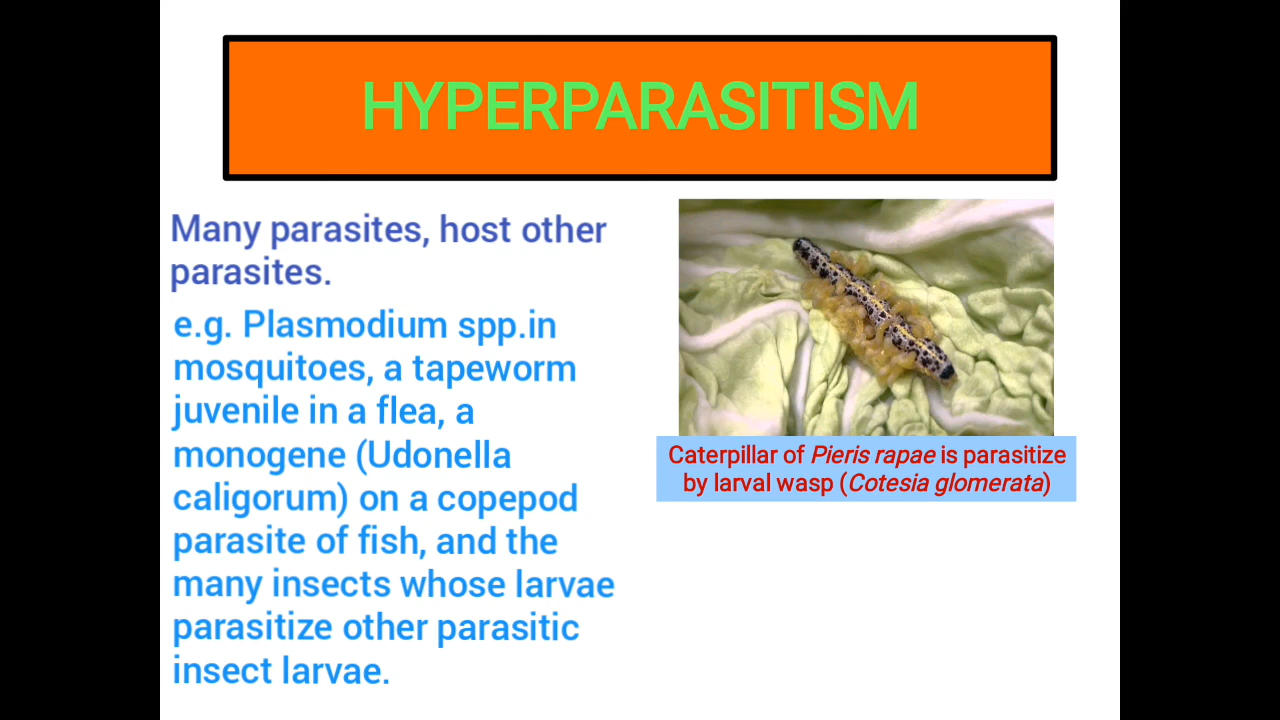 HYPERPARASITISM
Many parasites, host other
parasites.
e.g. Plasmodium spp.in
mosquitoes, a tapeworm
juvenile in a flea, a
monogene (Udonella
caligorum) on a copepod
parasite of fish, and the
many insects whose larvae
parasitize other parasitic
insect larvae.
Caterpillar of Pieris rapae is parasitize
by larval wasp (Cotesia glomerata)